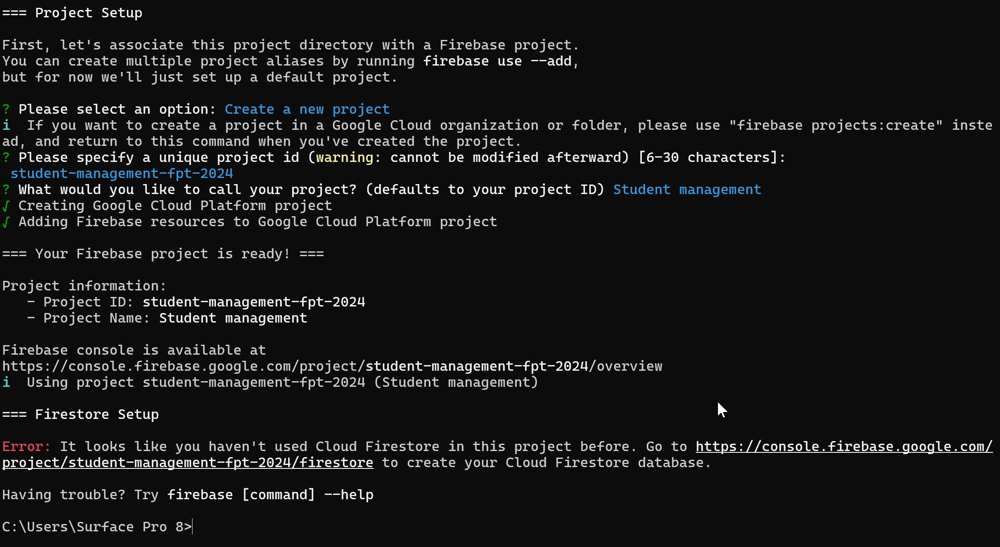 === Project Setup
First, let's associate this project directory with a Firebase project.
You can create multiple project aliases by running firebase use --add,
but for now we'll just set up a default project.
? Please select an option: Create a new project
i  If you want to create a project in a Google Cloud organization or folder, please use "firebase projects:create" inste
ad, and return to this command when you've created the project.
? Please specify a unique project id (warning: cannot be modified afterward) [6-30 characters]:
 student-management-fpt-2024
? What would you like to call your project? (defaults to your project ID) Student management
√ Creating Google Cloud Platform project
√ Adding Firebase resources to Google Cloud Platform project
=== Your Firebase project is ready! ===
Project information:
   - Project ID: student-management-fpt-2024
   - Project Name: Student management
Firebase console is available at
https://console.firebase.google.com/project/student-management-fpt-2024/overview
i  Using project student-management-fpt-2024 (Student management)
=== Firestore Setup
Error: It looks like you haven't used Cloud Firestore in this project before. Go to https://console.firebase.google.com/
project/student-management-fpt-2024/firestore to create your Cloud Firestore database.
Having trouble? Try firebase [command] --help
C:\Users\Surface Pro 8>